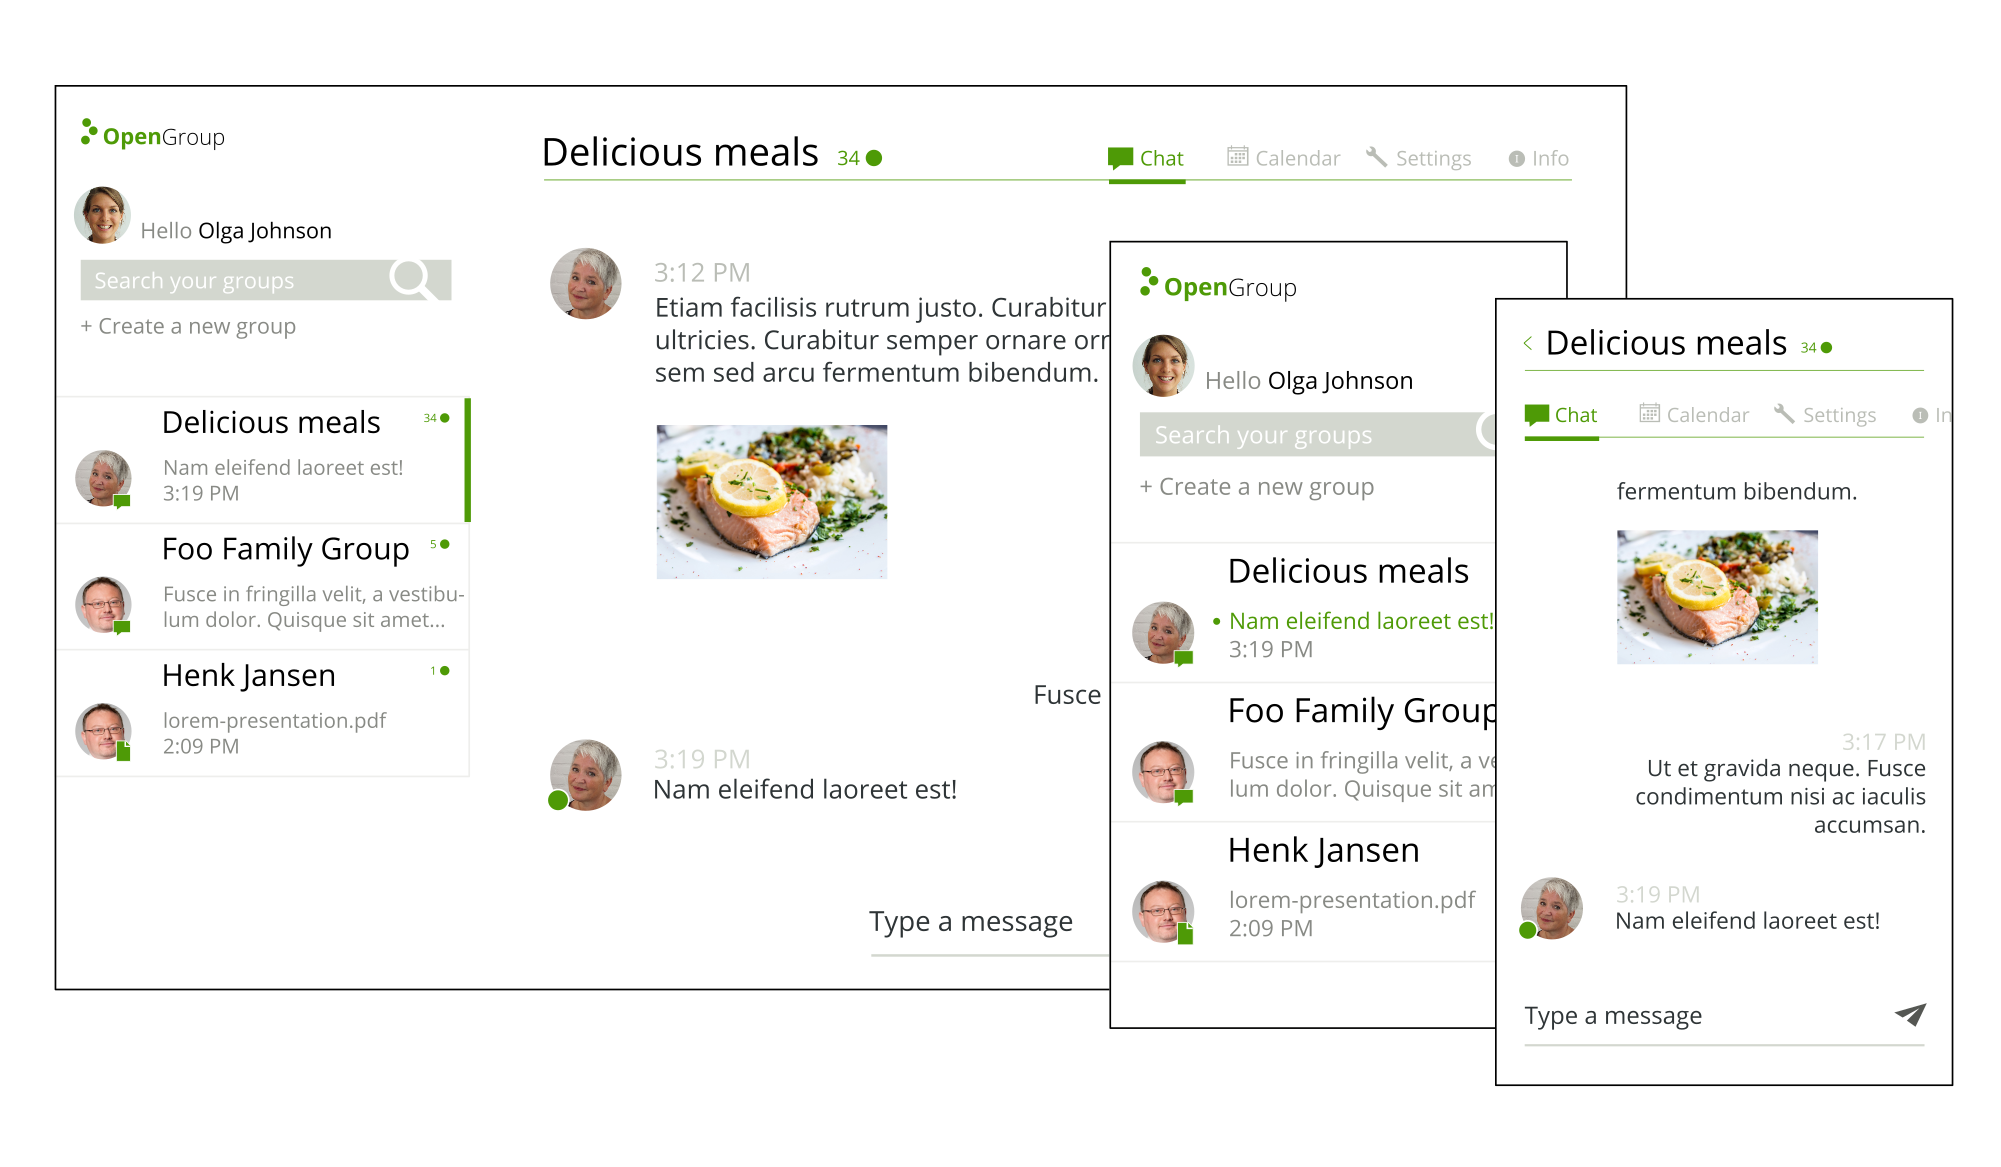 OpenGroup
Hello Olga Johnson
Search your groups
+ Create a new group
Delicious meals 34
Nam eleifend laoreet est!
3:19 PM
Foo Family Group 5
Fusce in fringilla velit, a vestibu-
lum dolor. Quisque sit amet...
Henk Jansen 1
lorem-presentation.pdf
2:09 PM
Delicious meals 34
Chat Calendar Settings Info
3:12 PM
Etiam facilisis rutrum justo. Curabitur
ultricies. Curabitur semper ornare orr
sem sed arcu fermentum bibendum.
Fusce
3:19 PM
Nam eleifend laoreet est!
Type a message
OpenGroup
Hello Olga Johnson
Search your groups
+ Create a new group
Delicious meals
Nam eleifend laoreet est!
3:19 PM
Foo Family Group
Fusce in fringilla velit, a ve
lum dolor. Quisque sit am
Henk Jansen
lorem-presentation.pdf
2:09 PM
< Delicious meals 34
Chat Calendar Settings In
fermentum bibendum.
3:17 PM
Ut et gravida neque. Fusce
condimentum nisi ac iaculis
accumsan.
3:19 PM
Nam eleifend laoreet est!
Type a message